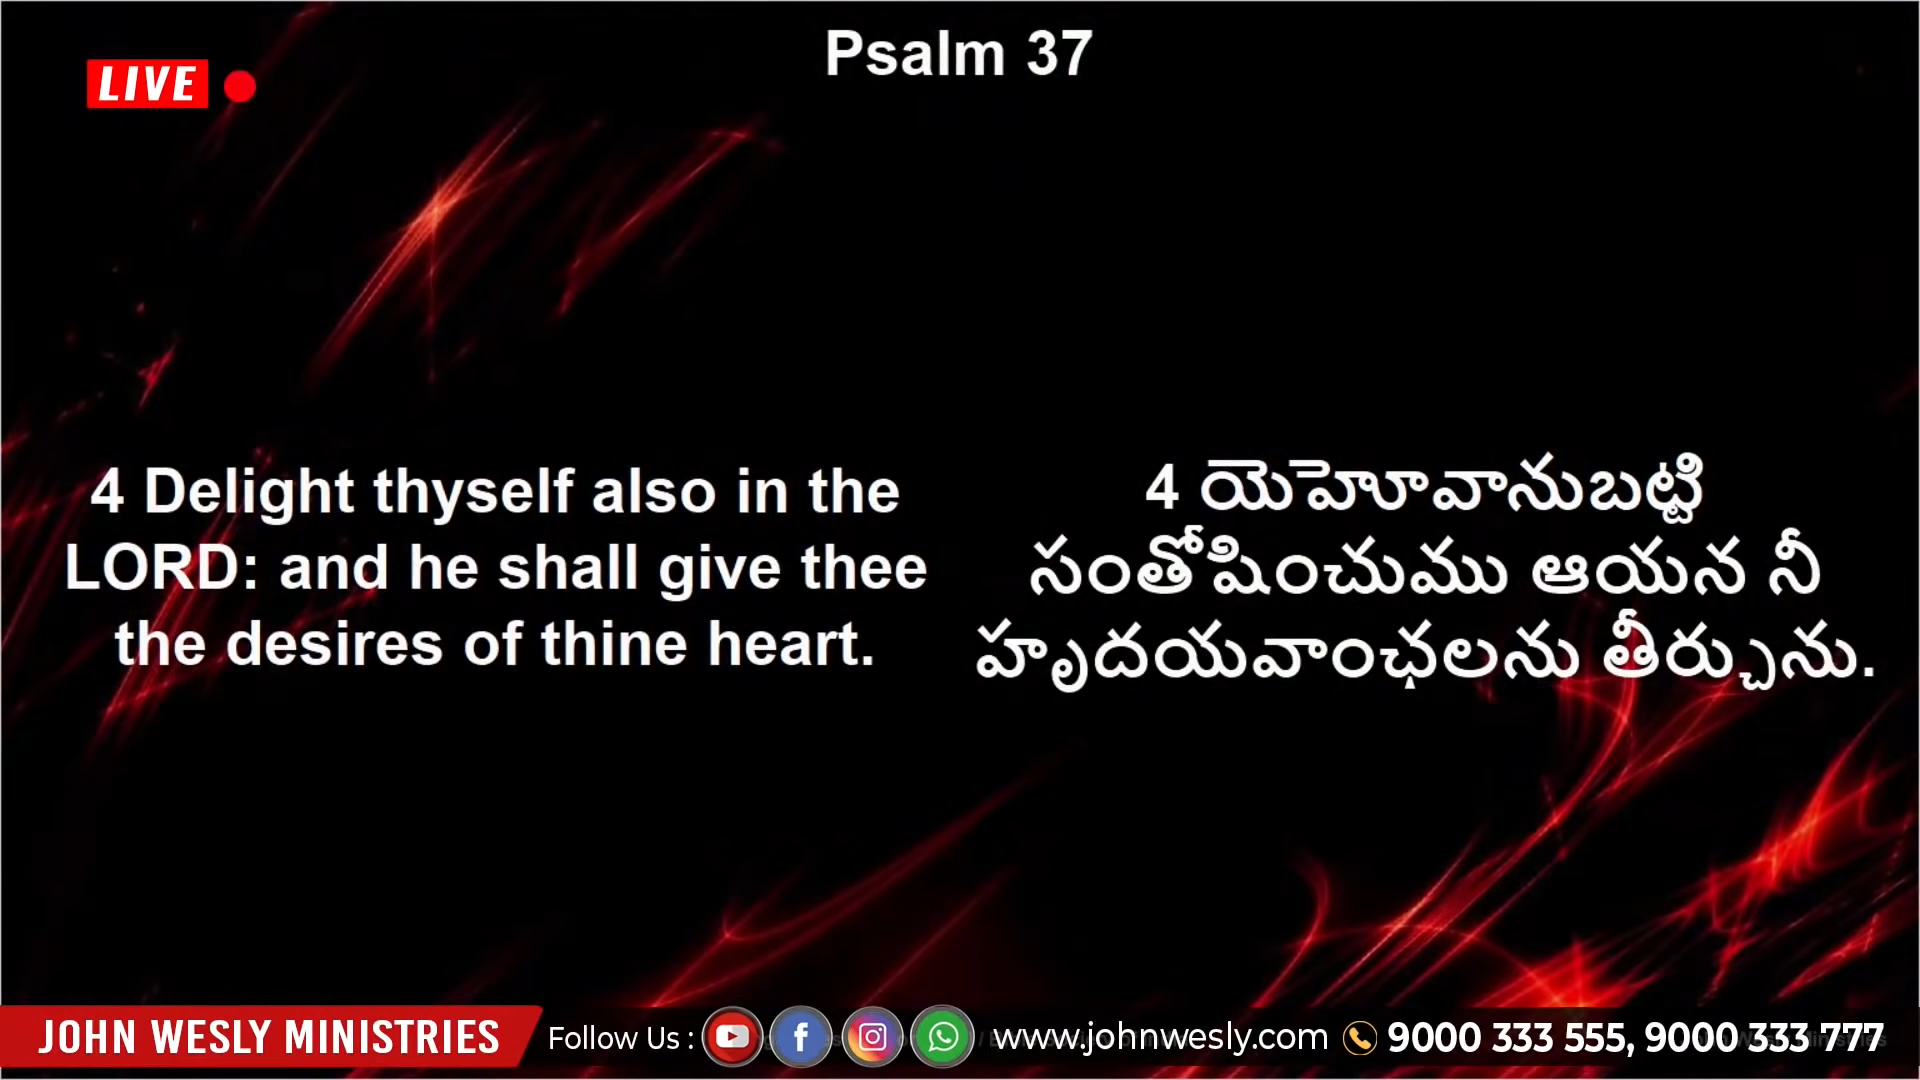 Psalm 37
LIVE
4 Delight thyself also in the
LORD: and he shall give thee
the desires of thine heart.
4 యెహెూవానుబట్టి
సంతోషించుము ఆయన నీ
హృదయవాంఛలను తీర్చును.
JOHN WESLY MINISTRIES
Follow Us :
www.johnwesly.com
9000 333 555, 9000 333 777